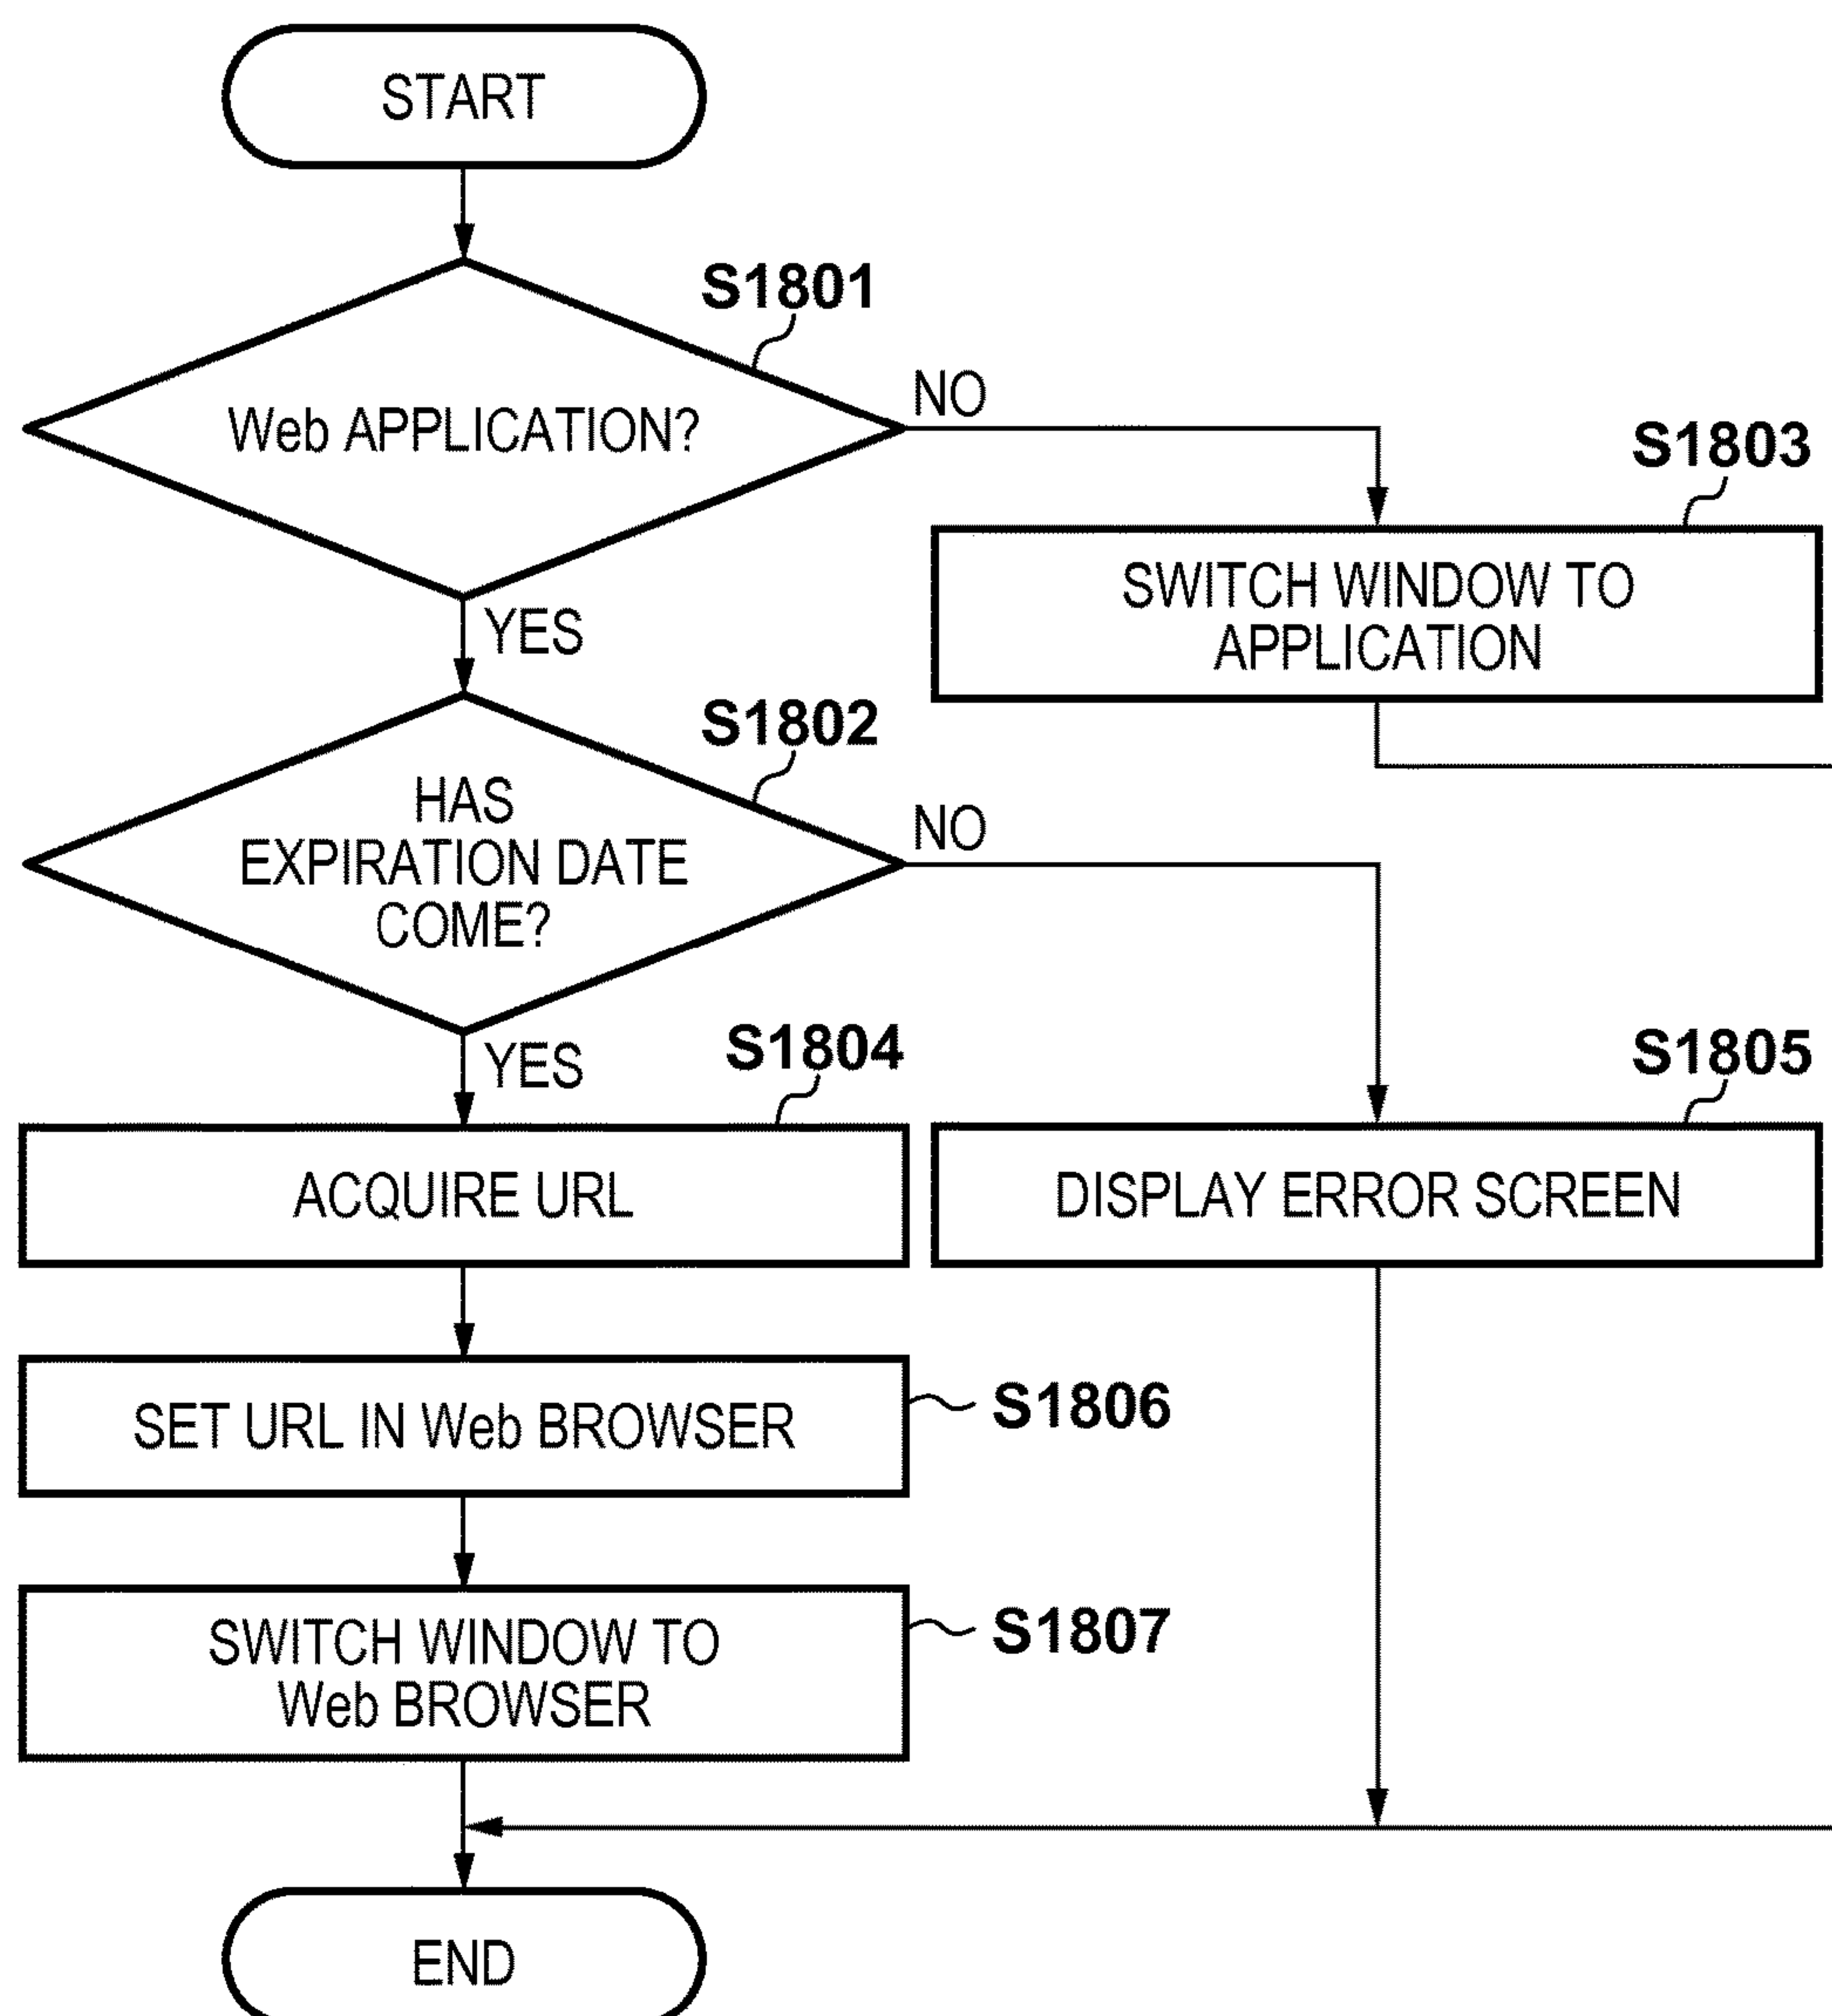 START
S1801
Web APPLICATION?
NO
S1803
SWITCH WINDOW TO
APPLICATION
YES
S1802
HAS
EXPIRATION DATE
COME?
NO
YES
S1804
S1805
ACQUIRE URL
DISPLAY ERROR SCREEN
SET URL IN Web BROWSER
S1806
SWITCH WINDOW TO
Web BROWSER
S1807
END